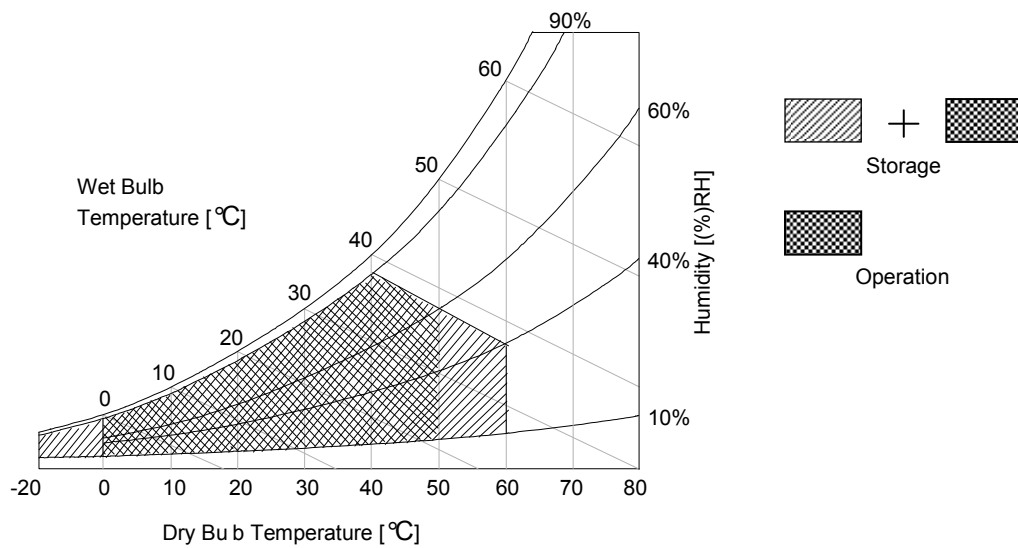 90%
60
60%
50
Wet Bulb
Temperature [℃]
40
40%
30
20
10
0
10%
Humidity [(%)RH]
-20 0 10 20 30 40 50 60 70 80
Dry Bu b Temperature [℃]
+
Storage
Operation